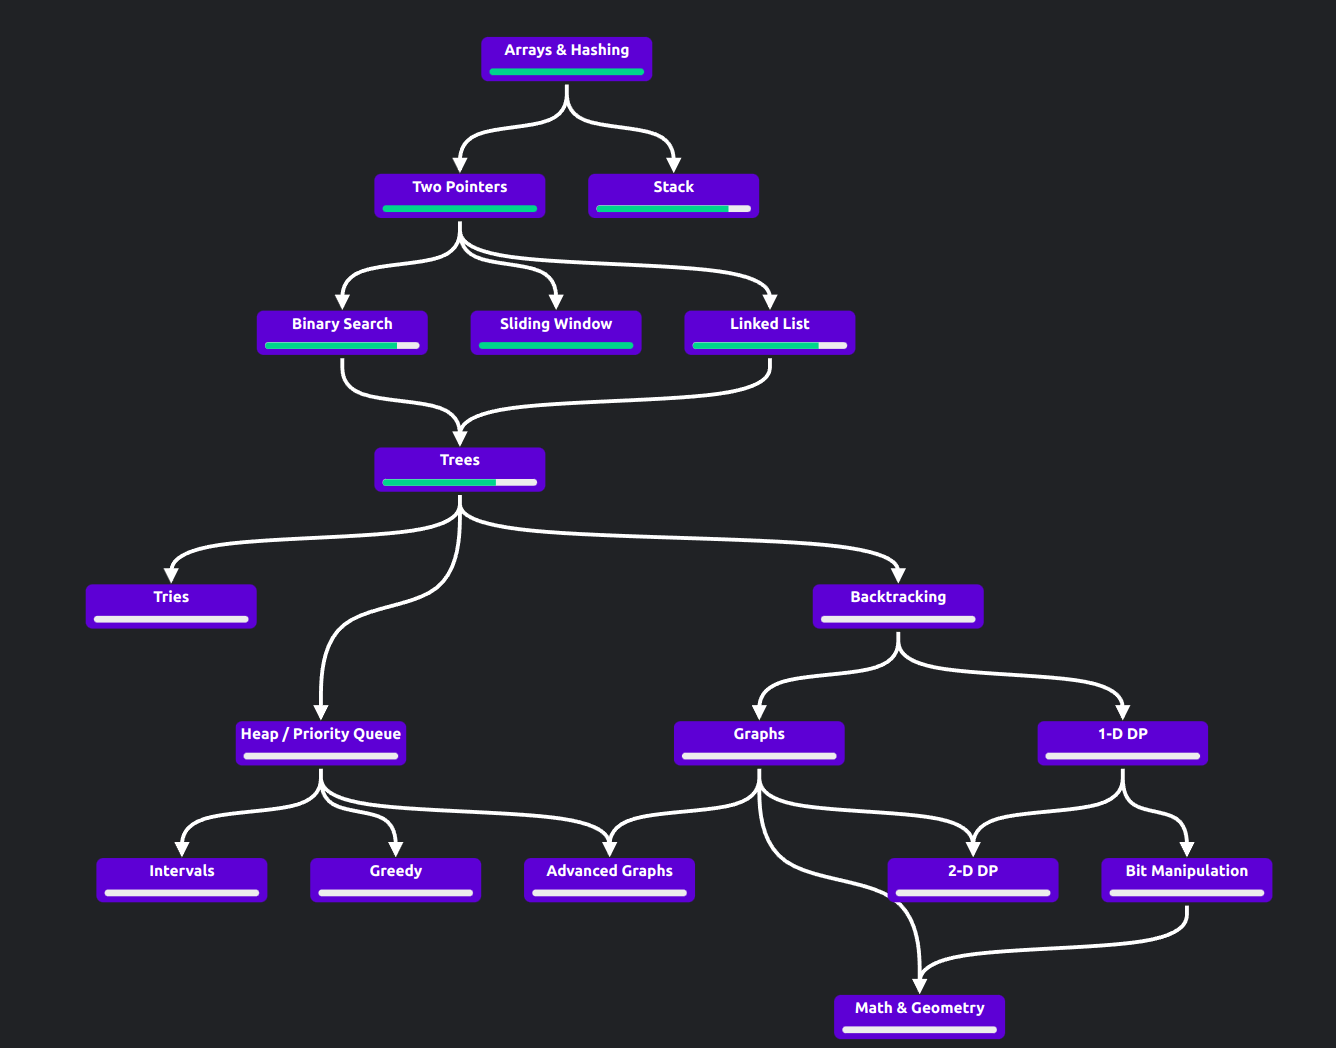 Arrays & Hashing
Two Pointers
Stack
Binary Search
Sliding Window
Linked List
Trees
Tries
Backtracking
Heap / Priority Queue
Graphs
1-D DP
Intervals
Greedy
Advanced Graphs
2-D DP
Bit Manipulation
Math & Geometry